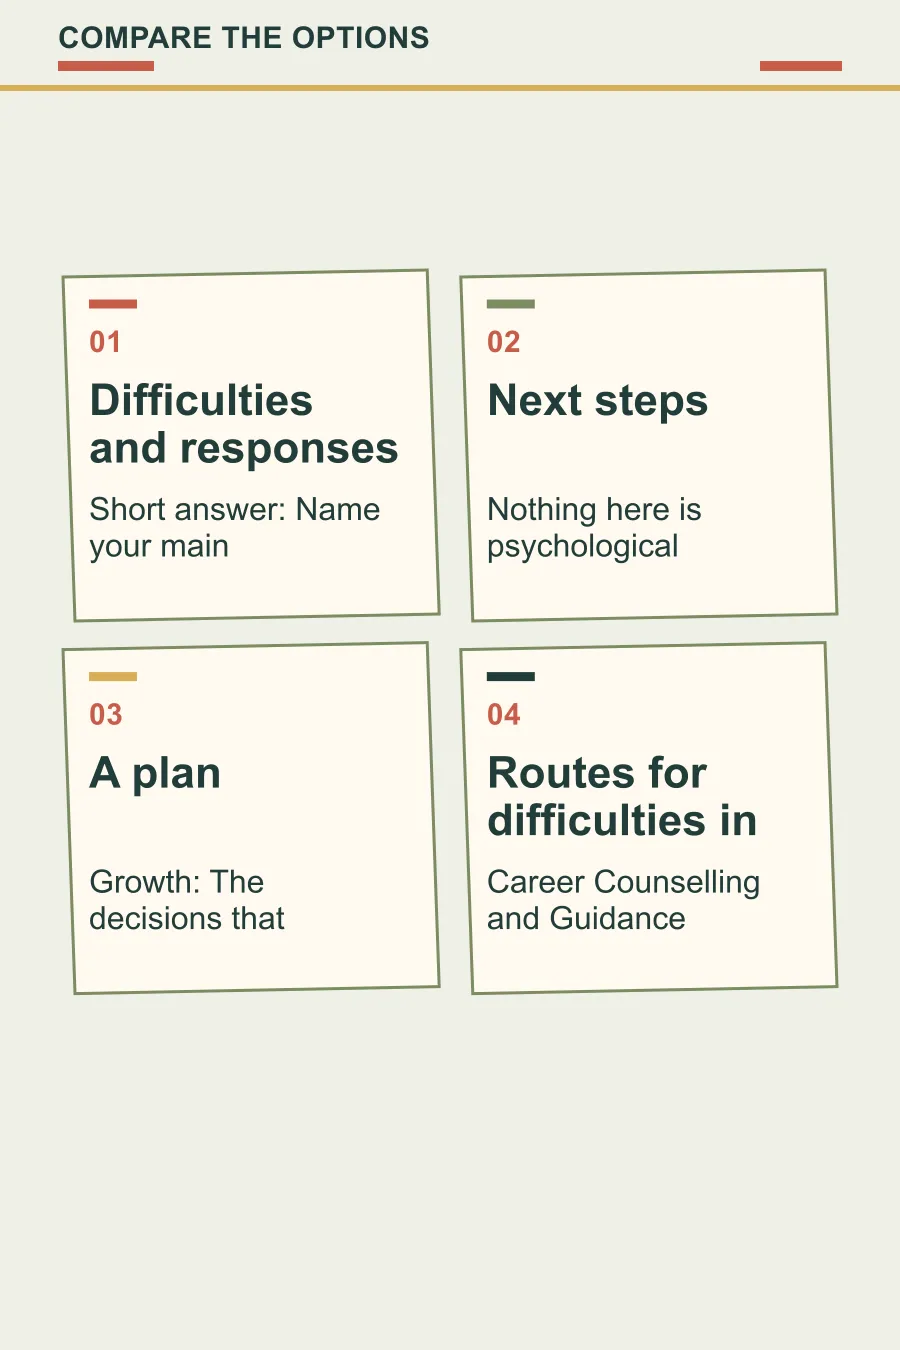 COMPARE THE OPTIONS
01
Difficulties
and responses
Short answer: Name
your main
02
Next steps
Nothing here is
psychological
03
A plan
Growth: The
decisions that
04
Routes for
difficulties in
Career Counselling
and Guidance